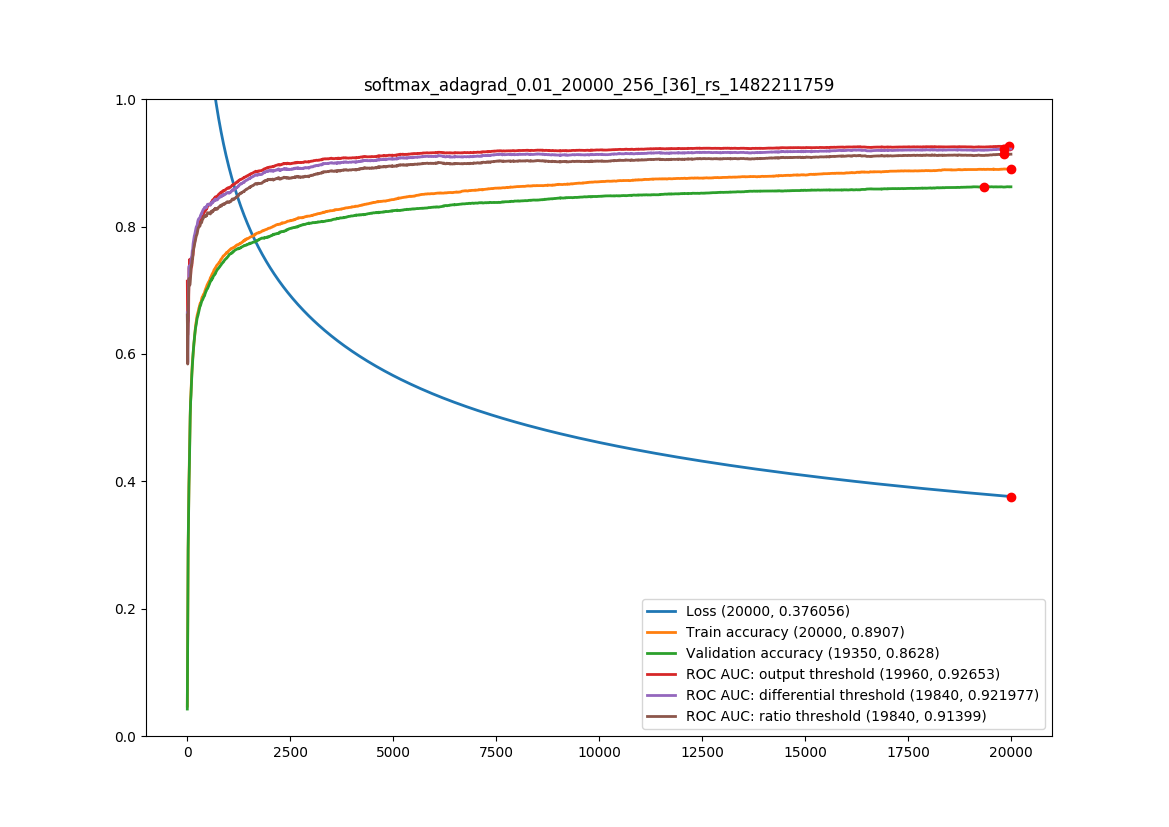 softmax_adagrad_0.01_20000_256_[36]_rs_1482211759
1.0
0.8
0.6
0.4
0.2
0.0
0 2500 5000 7500 10000 12500 15000 17500 20000
Loss (20000, 0.376056)
Train accuracy (20000, 0.8907)
Validation accuracy (19350, 0.8628)
ROC AUC: output threshold (19960, 0.92653)
ROC AUC: differential threshold (19840, 0.921977)
ROC AUC: ratio threshold (19840, 0.91399)